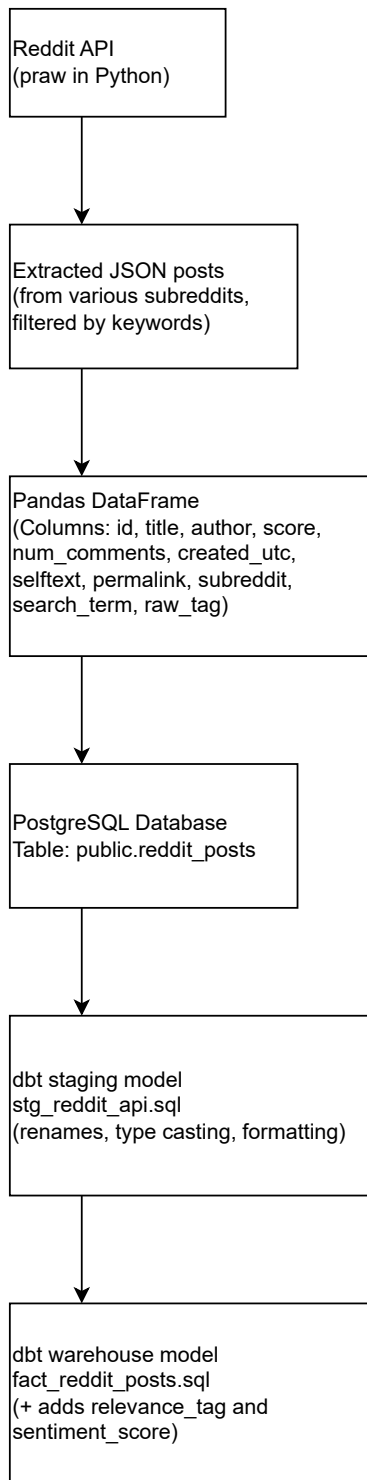 Reddit API
(praw in Python)
Extracted JSON posts
(from various subreddits,
filtered by keywords)
Pandas DataFrame
(Columns: id, title, author, score,
num_comments, created_utc,
selftext, permalink, subreddit,
search_term, raw_tag)
PostgreSQL Database
Table: public.reddit_posts
dbt staging model
stg_reddit_api.sql
(renames, type casting, formatting)
dbt warehouse model
fact_reddit_posts.sql
(+ adds relevance_tag and
sentiment_score)